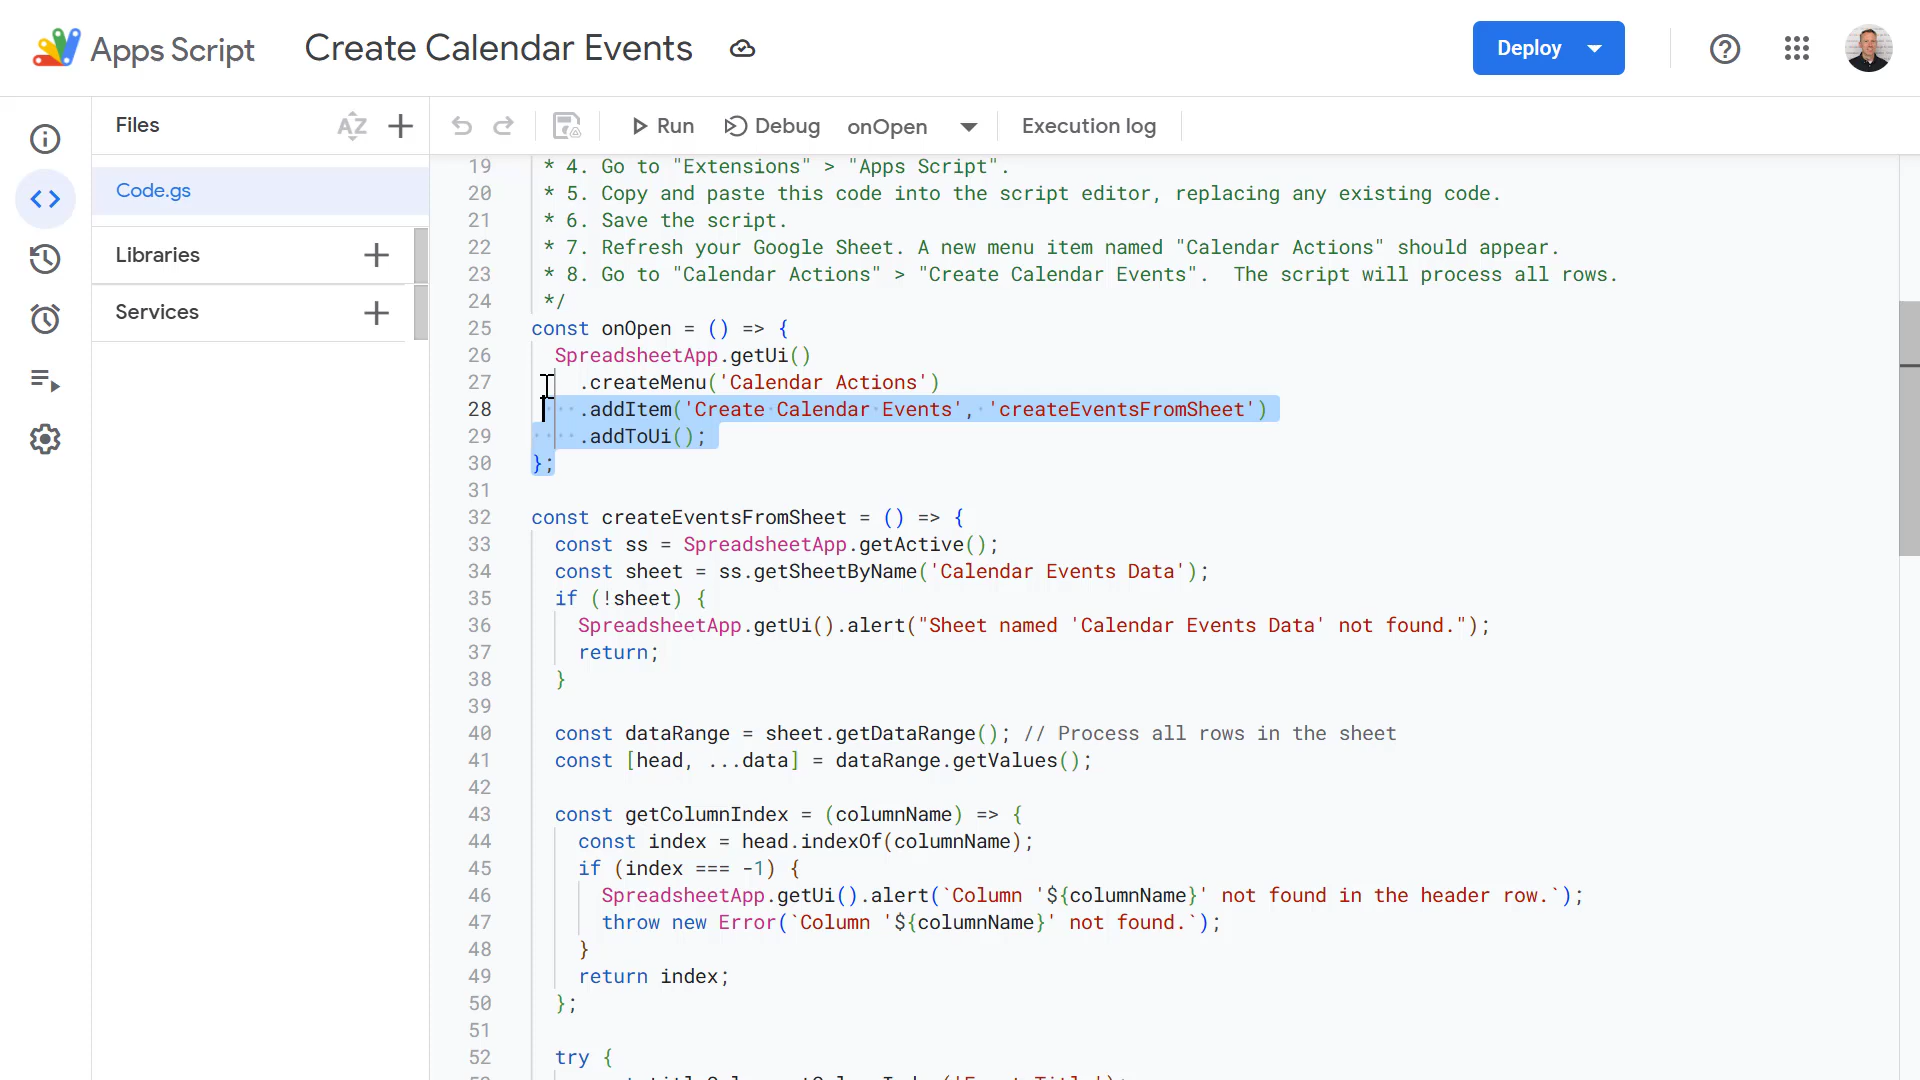 Apps Script
Create Calendar Events
Deploy
Files
AZ
Run
Debug
onOpen
Execution log
Code.gs
Libraries
Services
19 * 4. Go to "Extensions" > "Apps Script".
20 * 5. Copy and paste this code into the script editor, replacing any existing code.
21 * 6. Save the script.
22 * 7. Refresh your Google Sheet. A new menu item named "Calendar Actions" should appear.
23 * 8. Go to "Calendar Actions" > "Create Calendar Events".  The script will process all rows.
24 */
25 const onOpen = () => {
26   SpreadsheetApp.getUi()
27     .createMenu('Calendar Actions')
28     .addItem('Create Calendar Events', 'createEventsFromSheet')
29     .addToUi();
30 };
31
32 const createEventsFromSheet = () => {
33   const ss = SpreadsheetApp.getActive();
34   const sheet = ss.getSheetByName('Calendar Events Data');
35   if (!sheet) {
36     SpreadsheetApp.getUi().alert("Sheet named 'Calendar Events Data' not found.");
37     return;
38   }
39
40   const dataRange = sheet.getDataRange(); // Process all rows in the sheet
41   const [head, ...data] = dataRange.getValues();
42
43   const getColumnIndex = (columnName) => {
44     const index = head.indexOf(columnName);
45     if (index === -1) {
46       SpreadsheetApp.getUi().alert(`Column '${columnName}' not found in the header row.`);
47       throw new Error(`Column '${columnName}' not found.`);
48     }
49     return index;
50   };
51
52   try {